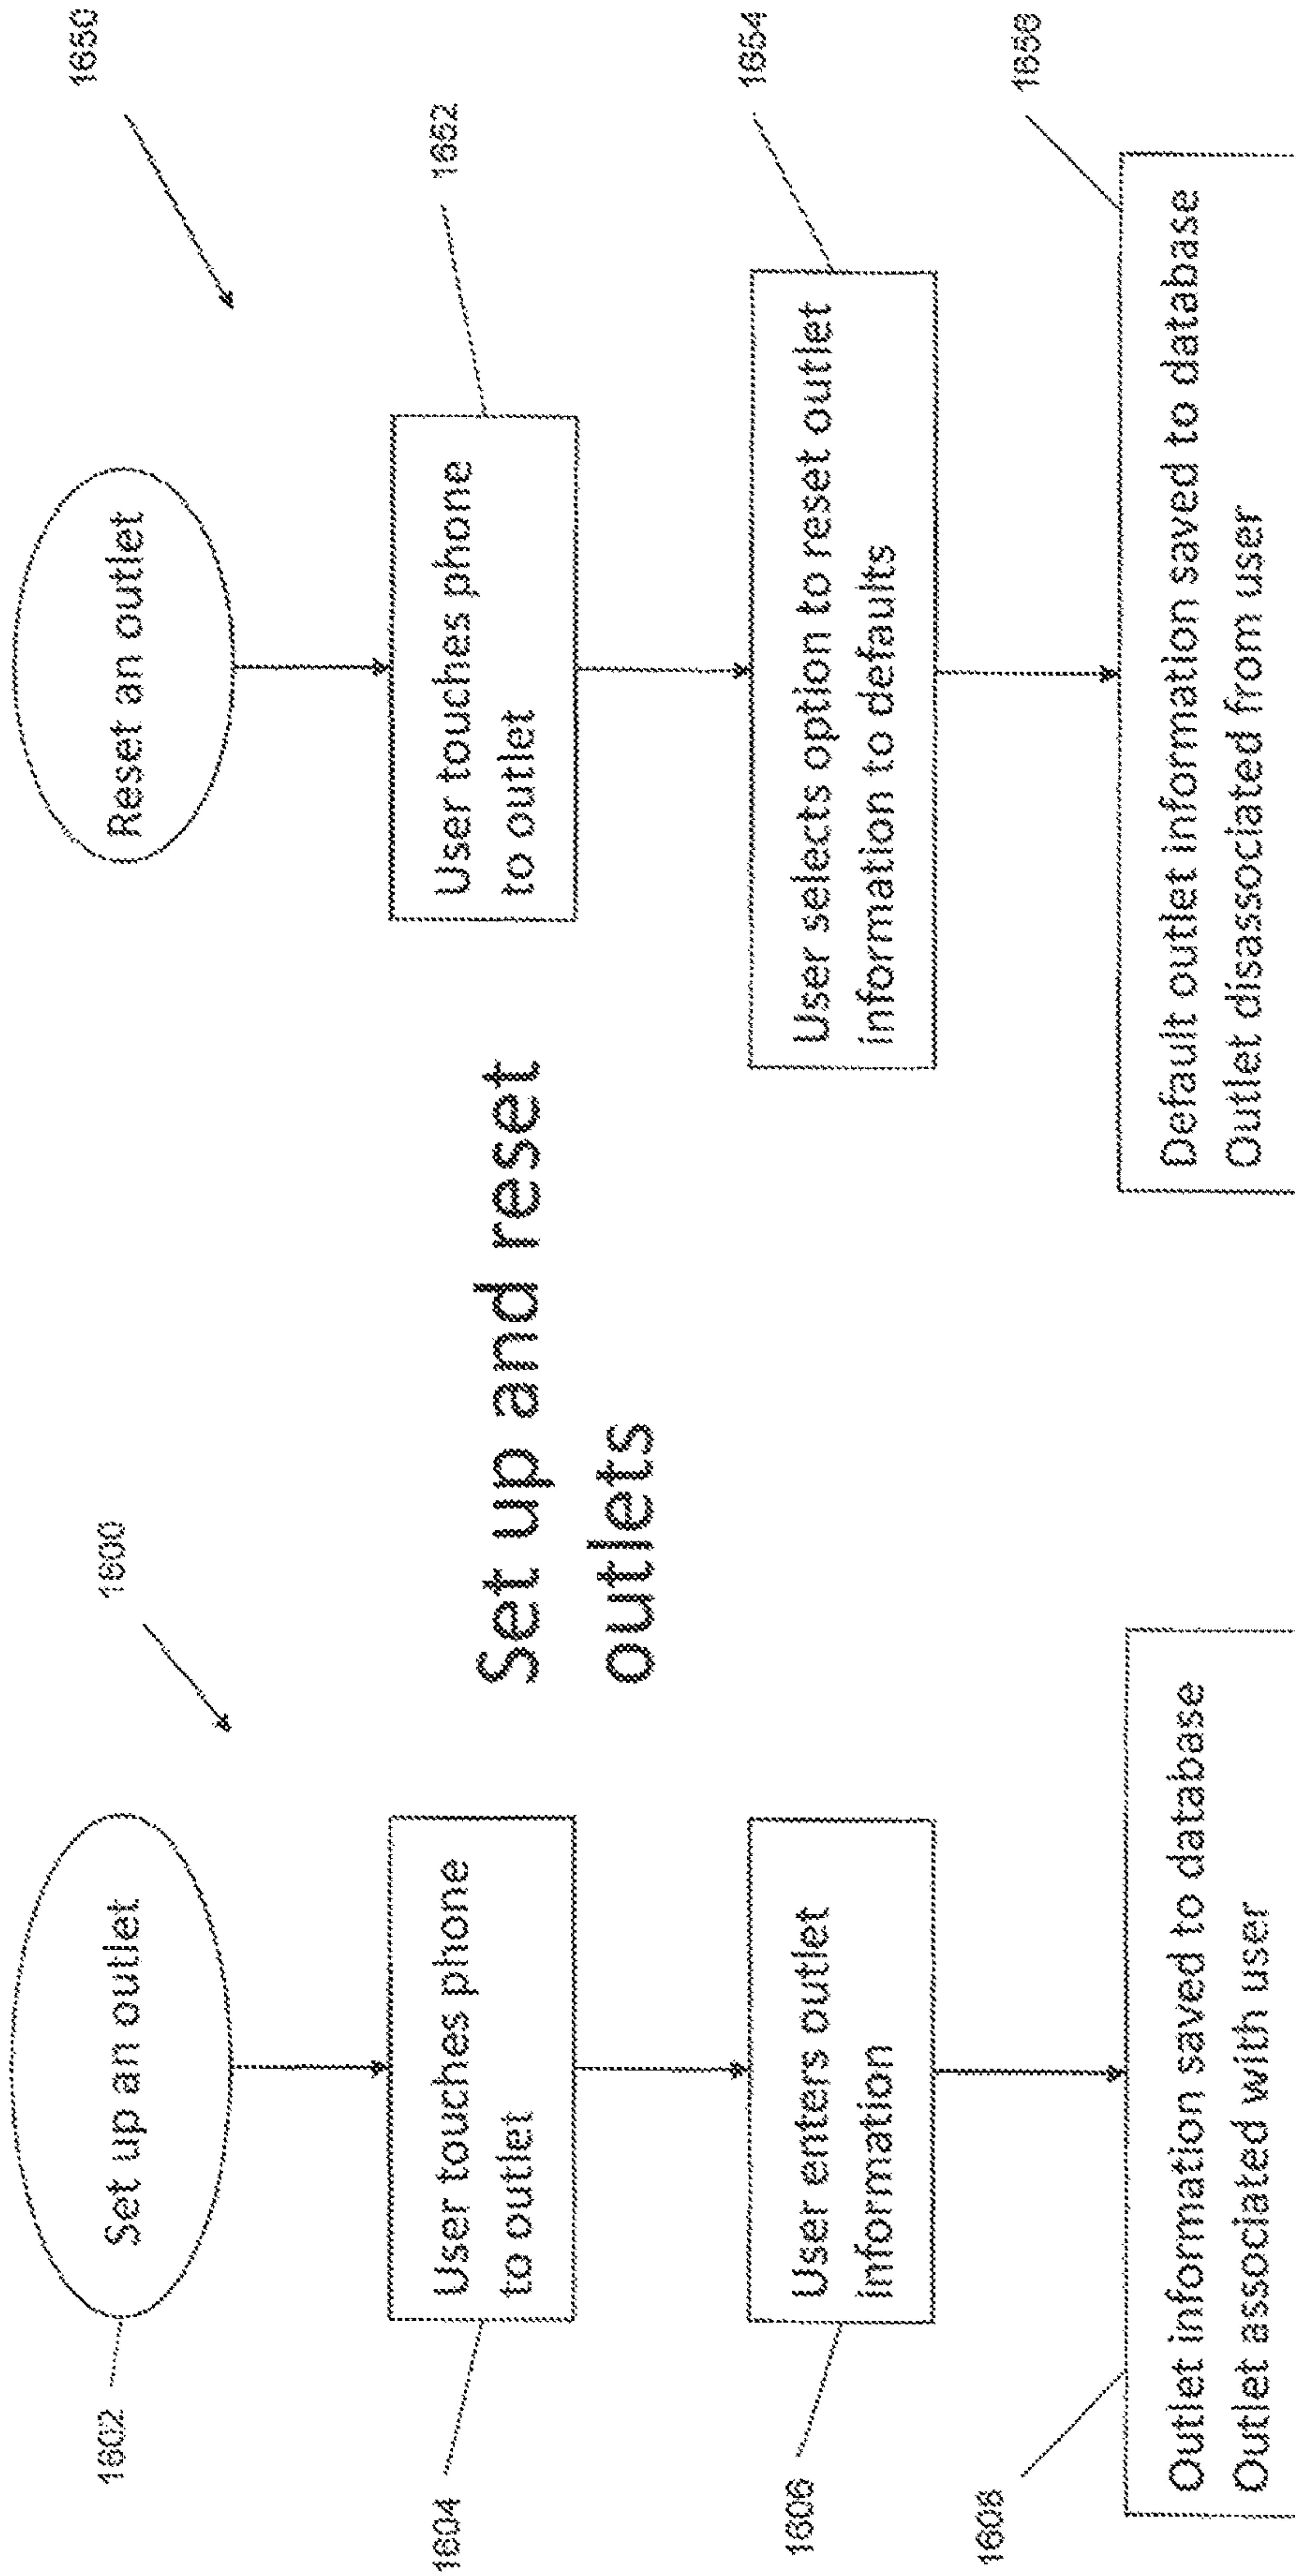 1600
1602
Set up an outlet
1604
User touches phone
to outlet
1606
User enters outlet
information
1608
Outlet information saved to database
Outlet associated with user
Set up and reset
outlets
1650
Reset an outlet
1652
User touches phone
to outlet
1654
User selects option to reset outlet
information to defaults
1656
Default outlet information saved to database
Outlet disassociated from user